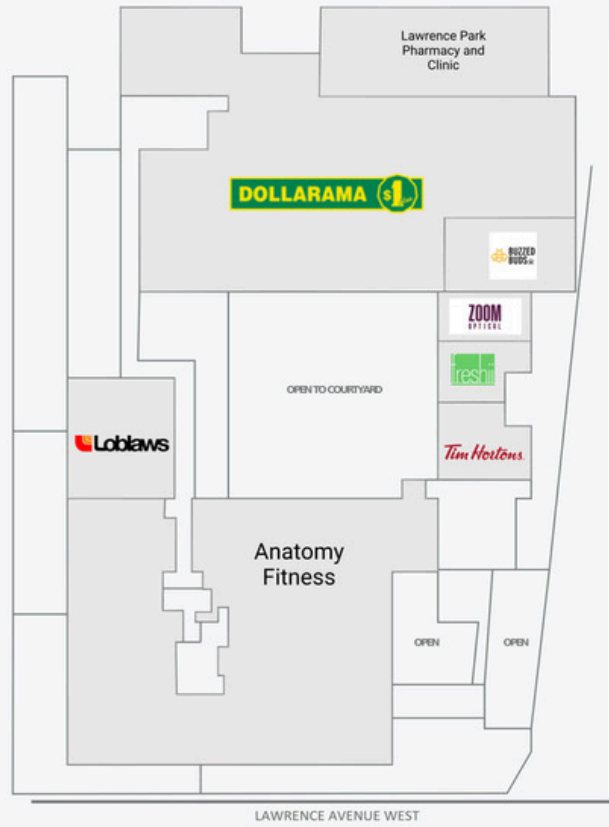 Lawrence Park
Pharmacy and
Clinic
DOLLARAMA $1
BUZZED
BUDS
ZOOM
OPTICAL
OPEN TO COURTYARD
freshii
Loblaws
Tim Hortons.
Anatomy
Fitness
OPEN
OPEN
LAWRENCE AVENUE WEST